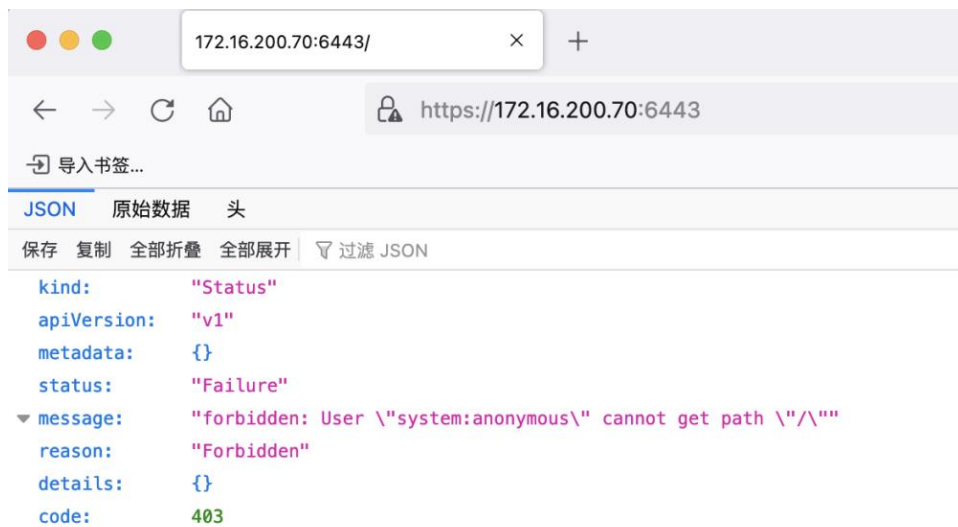 172.16.200.70:6443/
https://172.16.200.70:6443
导入书签...
JSON 原始数据 头
保存 复制 全部折叠 全部展开 过滤 JSON
kind: "Status"
apiVersion: "v1"
metadata: {}
status: "Failure"
message: "forbidden: User \"system:anonymous\" cannot get path \"/\""
reason: "Forbidden"
details: {}
code: 403